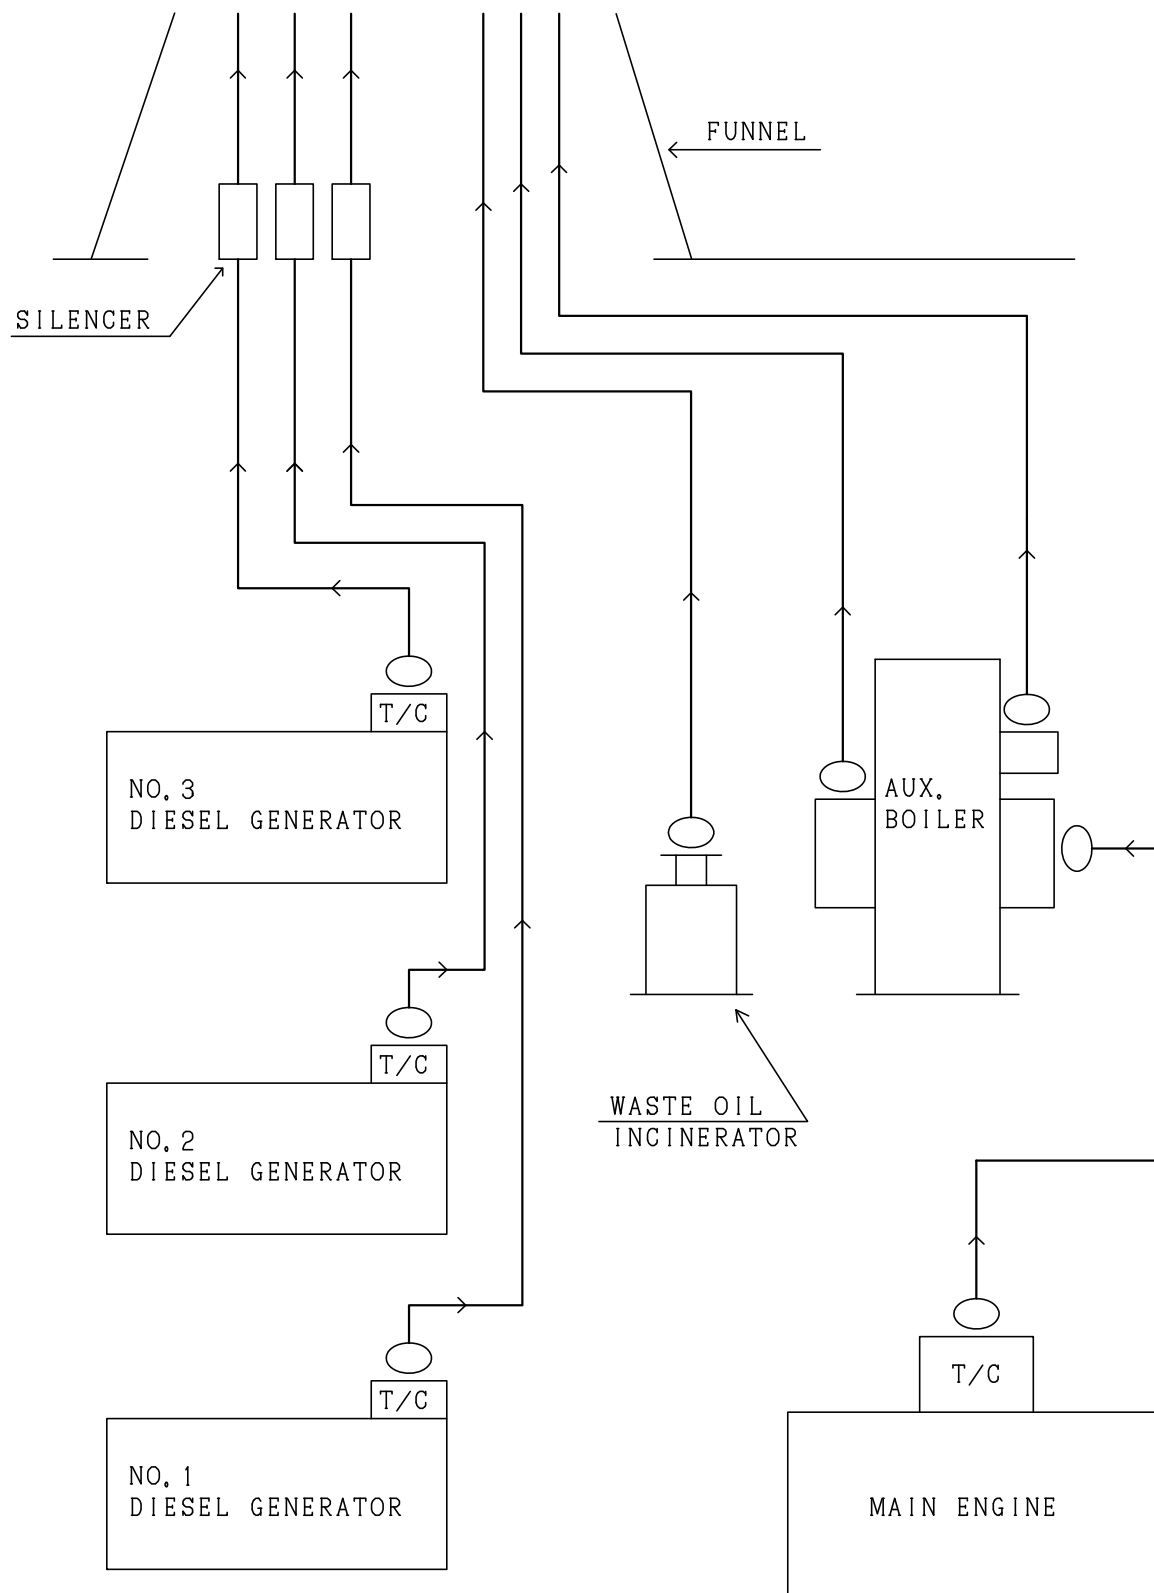 FUNNEL
SILENCER
T/C
NO. 3
DIESEL GENERATOR
AUX.
BOILER
T/C
NO. 2
DIESEL GENERATOR
WASTE OIL
INCINERATOR
T/C
NO. 1
DIESEL GENERATOR
T/C
MAIN ENGINE